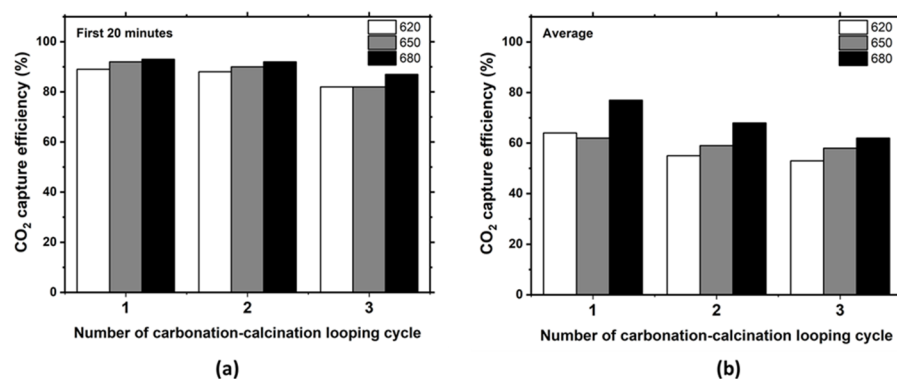 First 20 minutes
620
650
680
100
80
60
40
20
0
CO₂ capture efficiency (%)
1 2 3
Number of carbonation-calcination looping cycle
(a)
Average
620
650
680
100
80
60
40
20
0
CO₂ capture efficiency (%)
1 2 3
Number of carbonation-calcination looping cycle
(b)